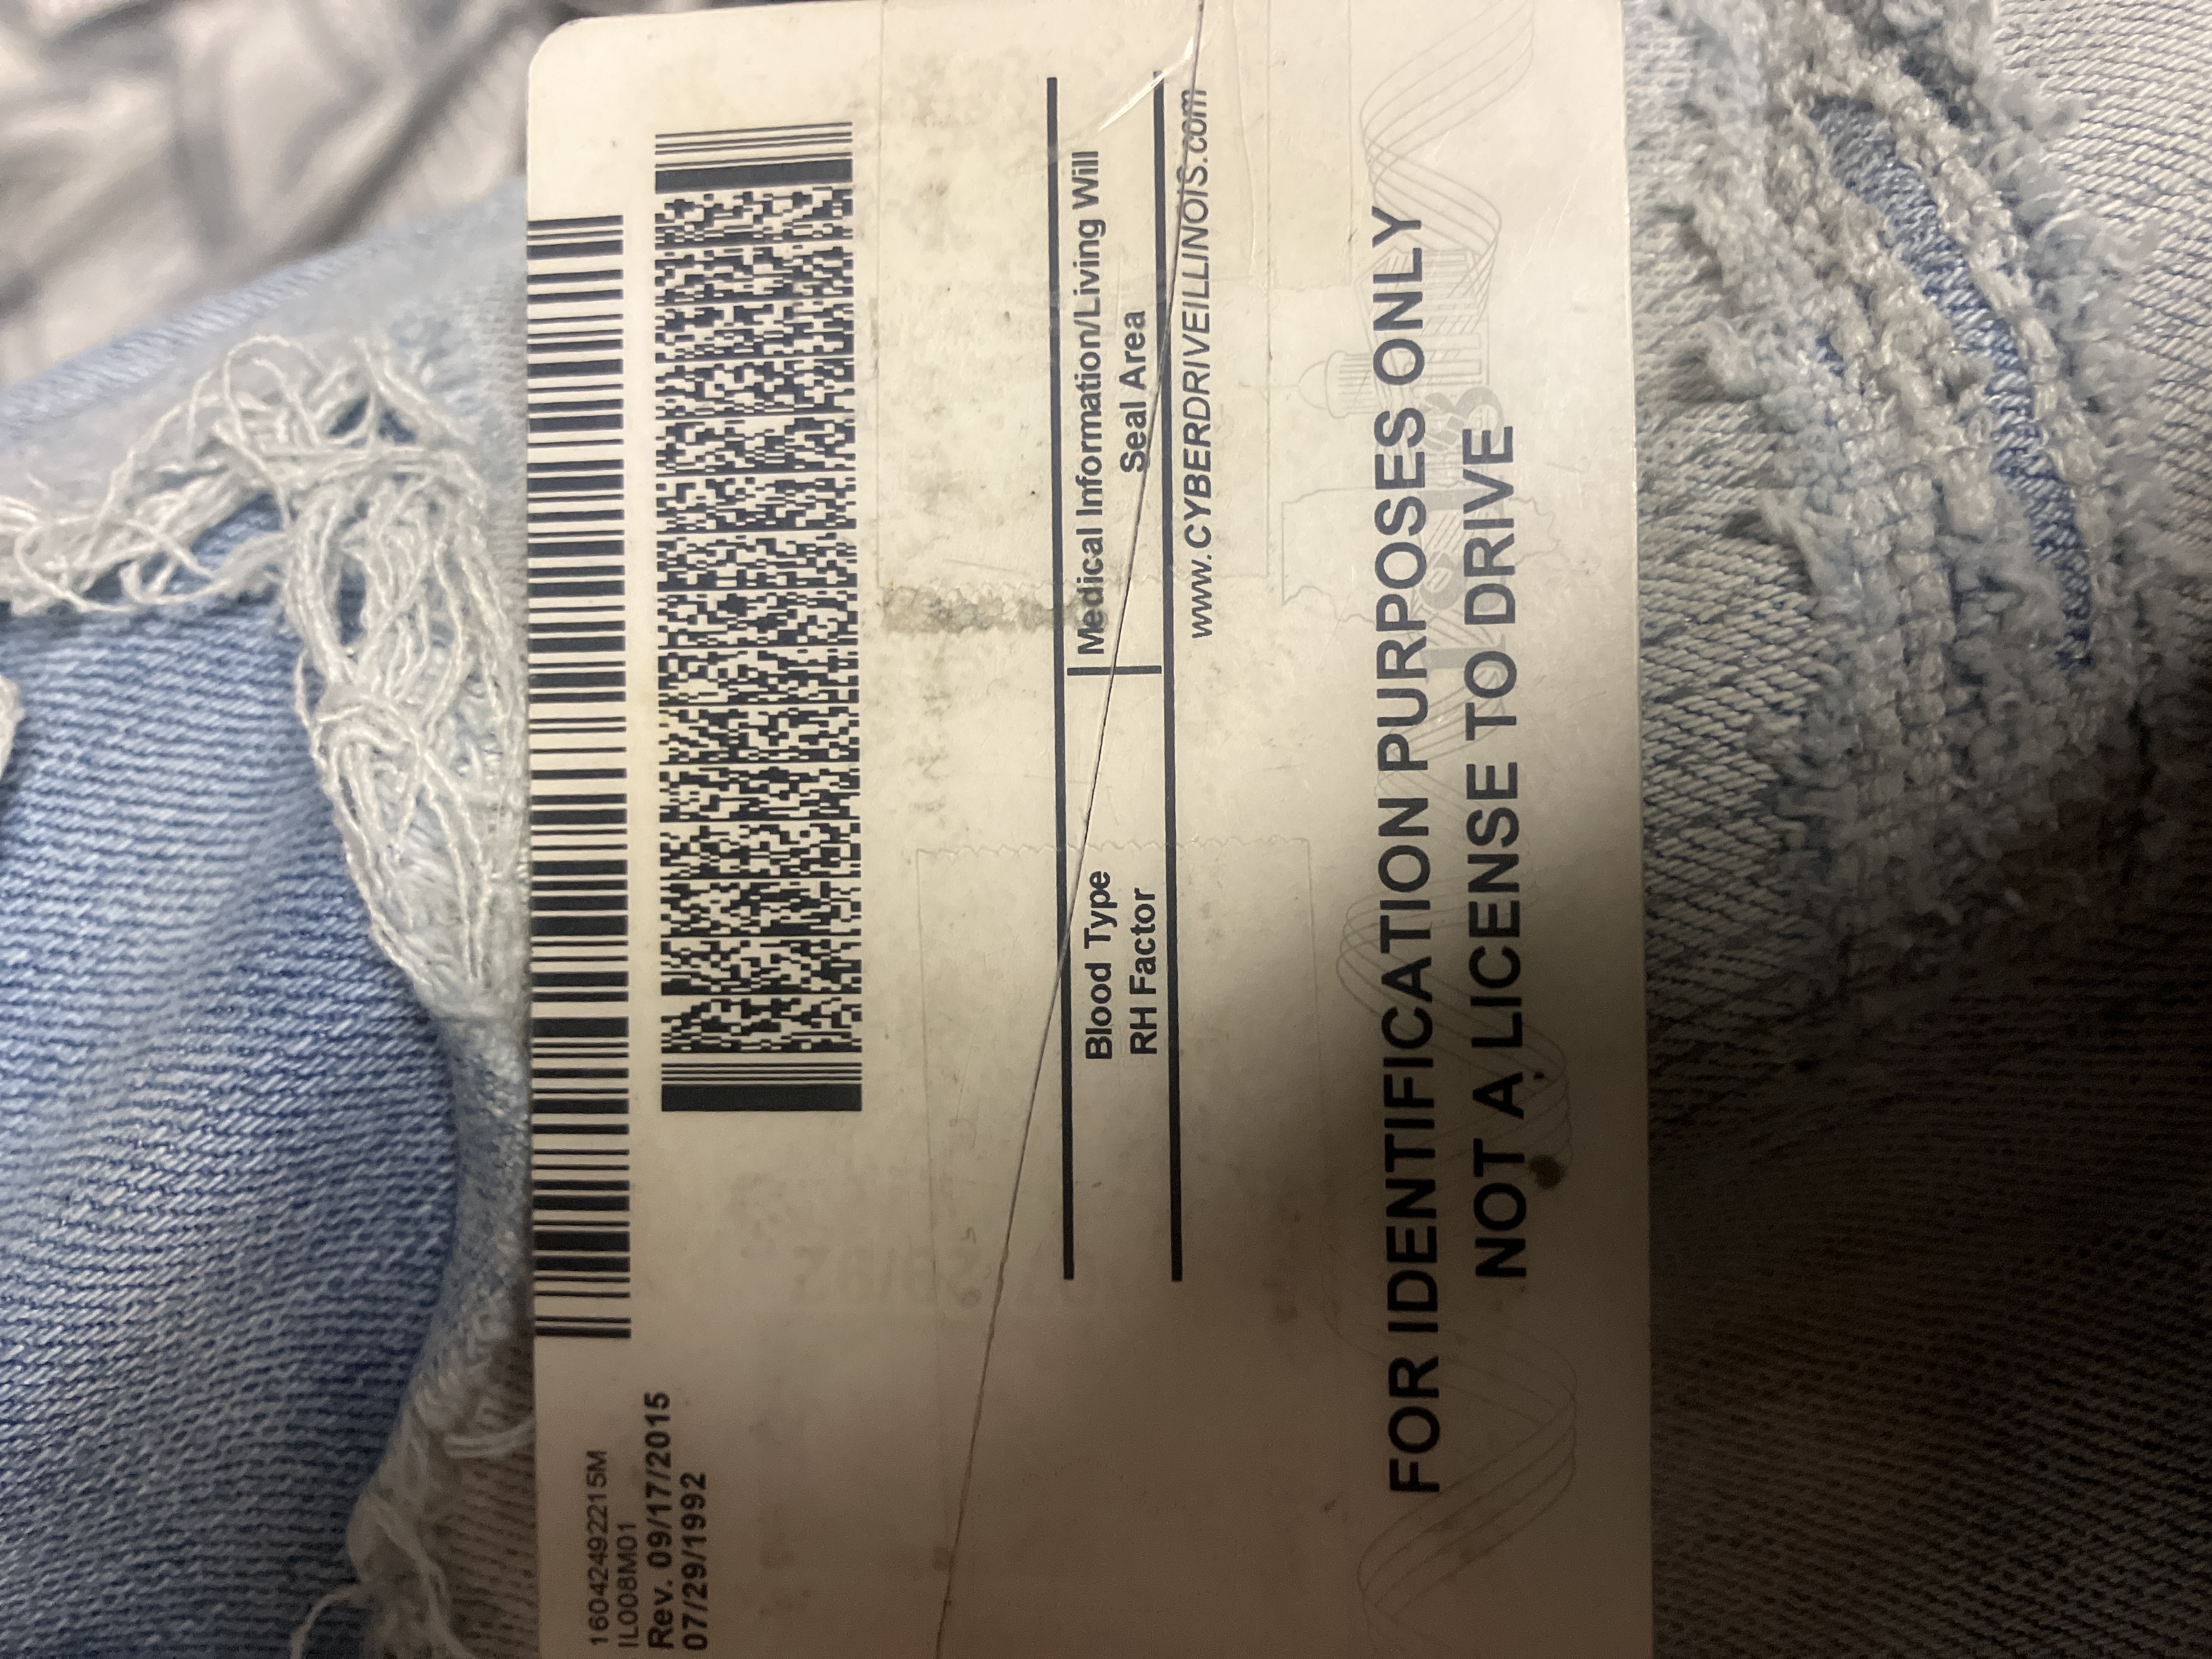 16042492215M
IL008M01
Rev. 09/17/2015
07/29/1992
Blood Type
RH Factor
Medical Information/Living Will
Seal Area
www.CYBERDRIVEILLINOIS.com
FOR IDENTIFICATION PURPOSES ONLY
NOT A LICENSE TO DRIVE